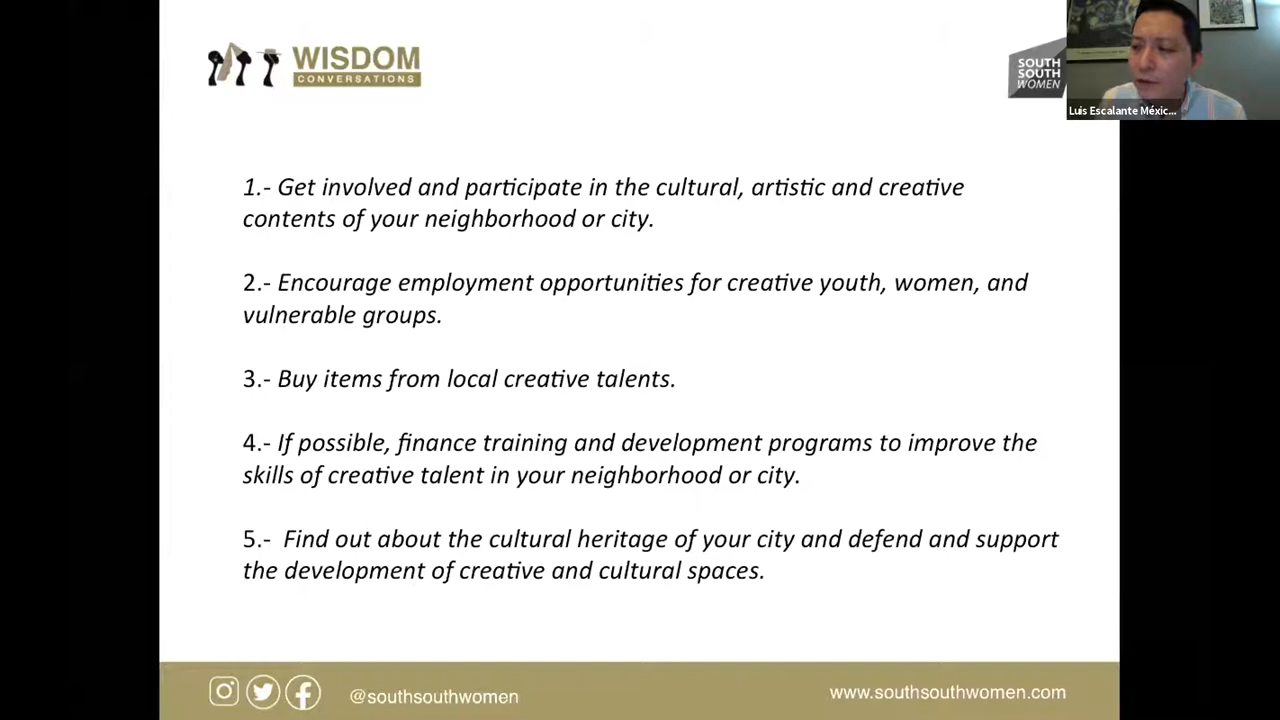 WISDOM
CONVERSATIONS
SOUTH
SOUTH
WOMEN
Luis Escalante Méxic...
1.- Get involved and participate in the cultural, artistic and creative
contents of your neighborhood or city.
2.- Encourage employment opportunities for creative youth, women, and
vulnerable groups.
3.- Buy items from local creative talents.
4.- If possible, finance training and development programs to improve the
skills of creative talent in your neighborhood or city.
5.- Find out about the cultural heritage of your city and defend and support
the development of creative and cultural spaces.
@southsouthwomen
www.southsouthwomen.com